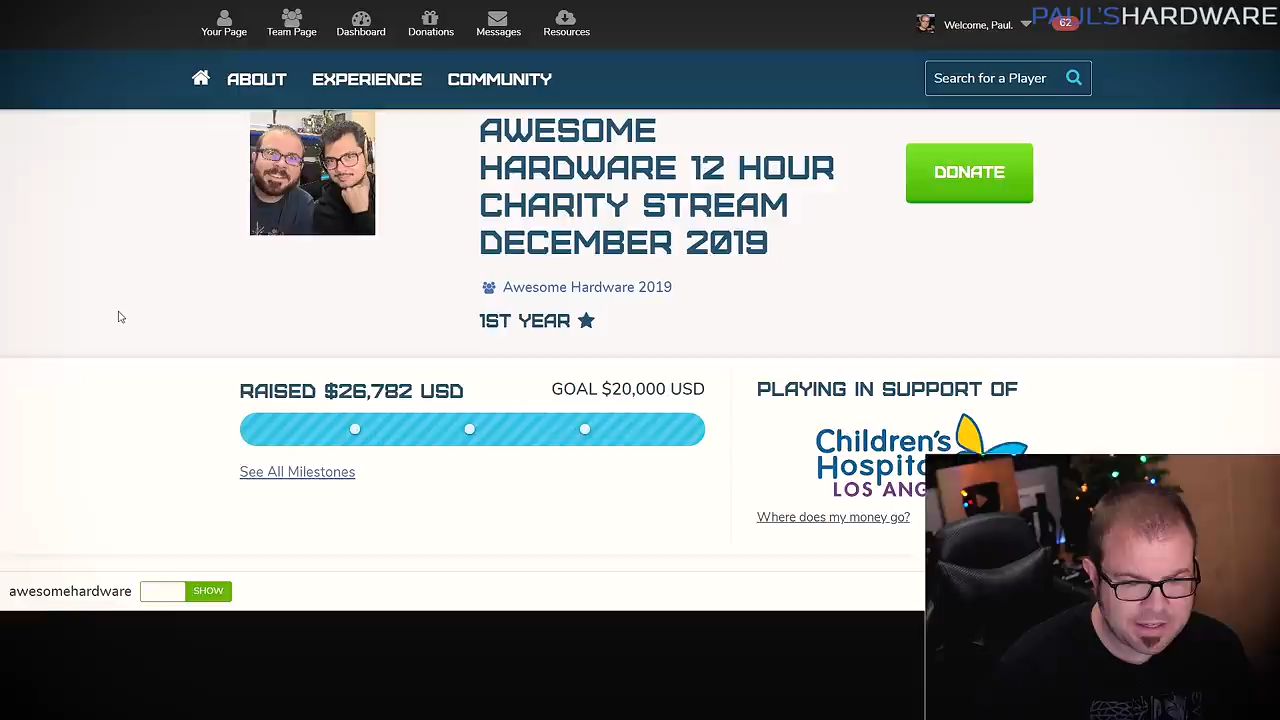 Your Page
Team Page
Dashboard
Donations
Messages
Resources
Welcome, Paul.
62
PAUL'SHARDWARE
ABOUT
EXPERIENCE
COMMUNITY
Search for a Player
AWESOME
HARDWARE 12 HOUR
CHARITY STREAM
DECEMBER 2019
DONATE
Awesome Hardware 2019
1ST YEAR
RAISED $26,782 USD
GOAL $20,000 USD
See All Milestones
PLAYING IN SUPPORT OF
Children's
Hospita
LOS ANG
Where does my money go?
awesomehardware
SHOW